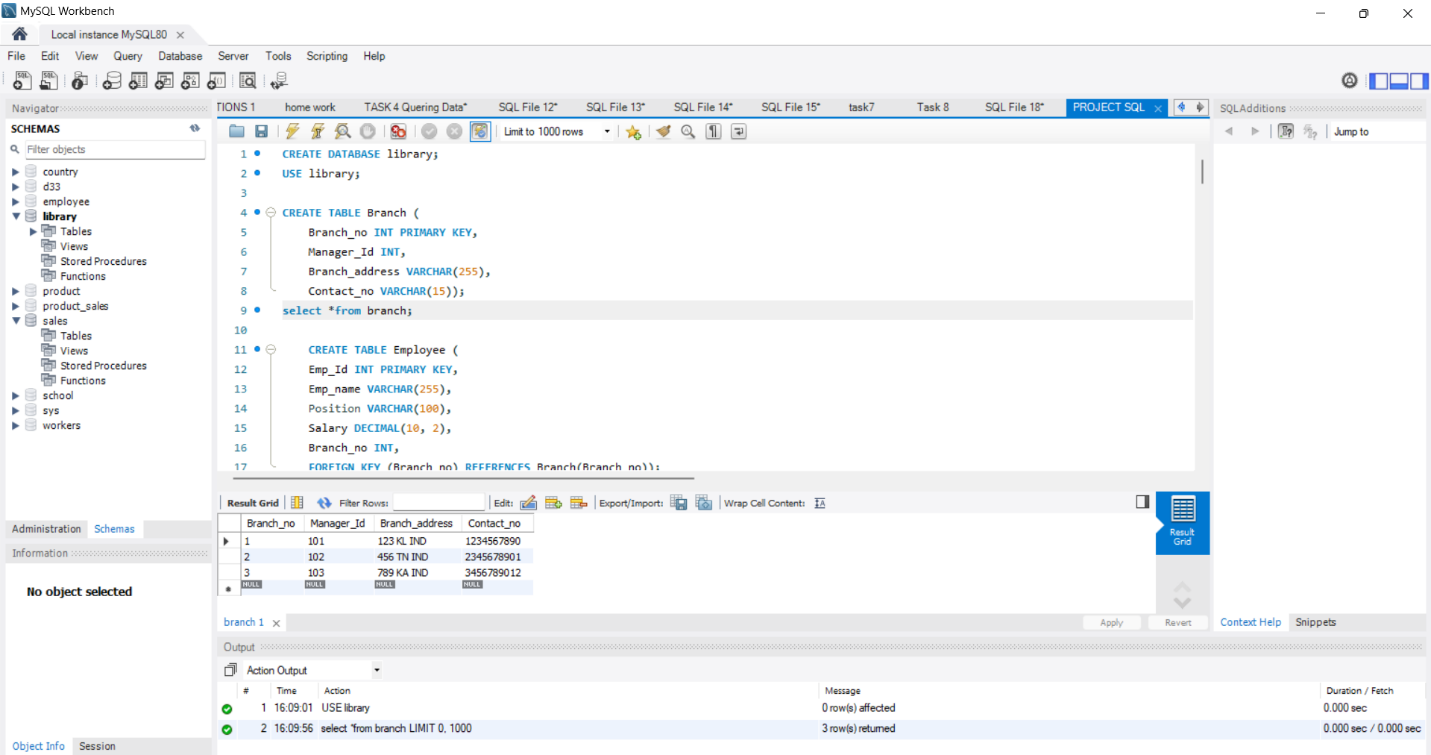 MySQL Workbench
Local instance MySQL80
File Edit View Query Database Server Tools Scripting Help
Navigator
SCHEMAS
Filter objects
country
d33
employee
library
Tables
Views
Stored Procedures
Functions
product
product_sales
sales
Tables
Views
Stored Procedures
Functions
school
sys
workers
Administration Schemas
Information
No object selected
Object Info Session
TIONS 1 home work TASK 4 Quering Data* SQL File 12* SQL File 13* SQL File 14* SQL File 15* task7 Task 8 SQL File 18* PROJECT SQL
Limit to 1000 rows
1 CREATE DATABASE library;
2 USE library;
3
4 CREATE TABLE Branch (
5 Branch_no INT PRIMARY KEY,
6 Manager_Id INT,
7 Branch_address VARCHAR(255),
8 Contact_no VARCHAR(15));
9 select *from branch;
10
11 CREATE TABLE Employee (
12 Emp_Id INT PRIMARY KEY,
13 Emp_name VARCHAR(255),
14 Position VARCHAR(100),
15 Salary DECIMAL(10, 2),
16 Branch_no INT,
17 FOREIGN KEY (Branch_no) REFERENCES Branch(Branch_no));
Result Grid Filter Rows: Edit: Export/Import: Wrap Cell Content:
Branch_no Manager_Id Branch_address Contact_no
1 101 123 KL IND 1234567890
2 102 456 TN IND 2345678901
3 103 789 KA IND 3456789012
NULL NULL NULL NULL
Result
Grid
branch 1
Apply Revert
SQLAdditions
Jump to
Context Help Snippets
Output
Action Output
# Time Action Message Duration / Fetch
1 16:09:01 USE library 0 row(s) affected 0.000 sec
2 16:09:56 select *from branch LIMIT 0, 1000 3 row(s) returned 0.000 sec / 0.000 sec